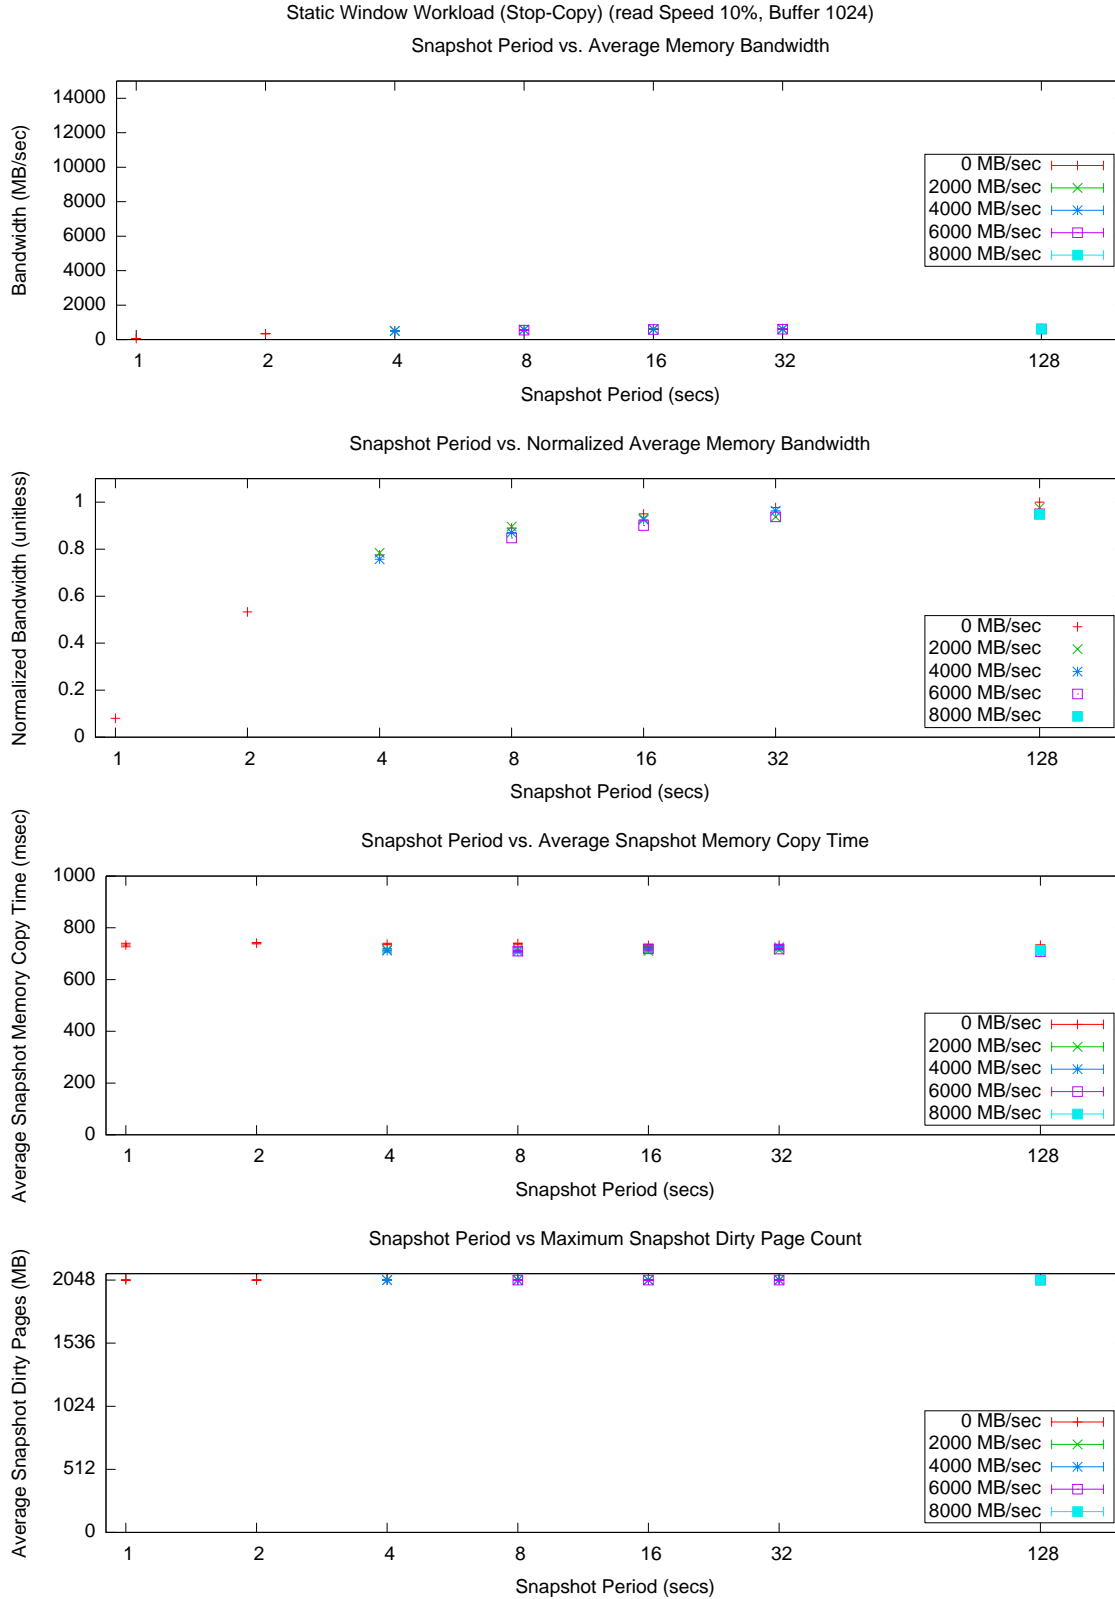 Static Window Workload (Stop-Copy) (read Speed 10%, Buffer 1024)
Snapshot Period vs. Average Memory Bandwidth
Bandwidth (MB/sec)
14000
12000
10000
8000
6000
4000
2000
0
0 MB/sec
2000 MB/sec
4000 MB/sec
6000 MB/sec
8000 MB/sec
1 2 4 8 16 32 128
Snapshot Period (secs)
Snapshot Period vs. Normalized Average Memory Bandwidth
Normalized Bandwidth (unitless)
1
0.8
0.6
0.4
0.2
0
0 MB/sec
2000 MB/sec
4000 MB/sec
6000 MB/sec
8000 MB/sec
1 2 4 8 16 32 128
Snapshot Period (secs)
Snapshot Period vs. Average Snapshot Memory Copy Time
Average Snapshot Memory Copy Time (msec)
1000
800
600
400
200
0
0 MB/sec
2000 MB/sec
4000 MB/sec
6000 MB/sec
8000 MB/sec
1 2 4 8 16 32 128
Snapshot Period (secs)
Snapshot Period vs Maximum Snapshot Dirty Page Count
Average Snapshot Dirty Pages (MB)
2048
1536
1024
512
0
0 MB/sec
2000 MB/sec
4000 MB/sec
6000 MB/sec
8000 MB/sec
1 2 4 8 16 32 128
Snapshot Period (secs)